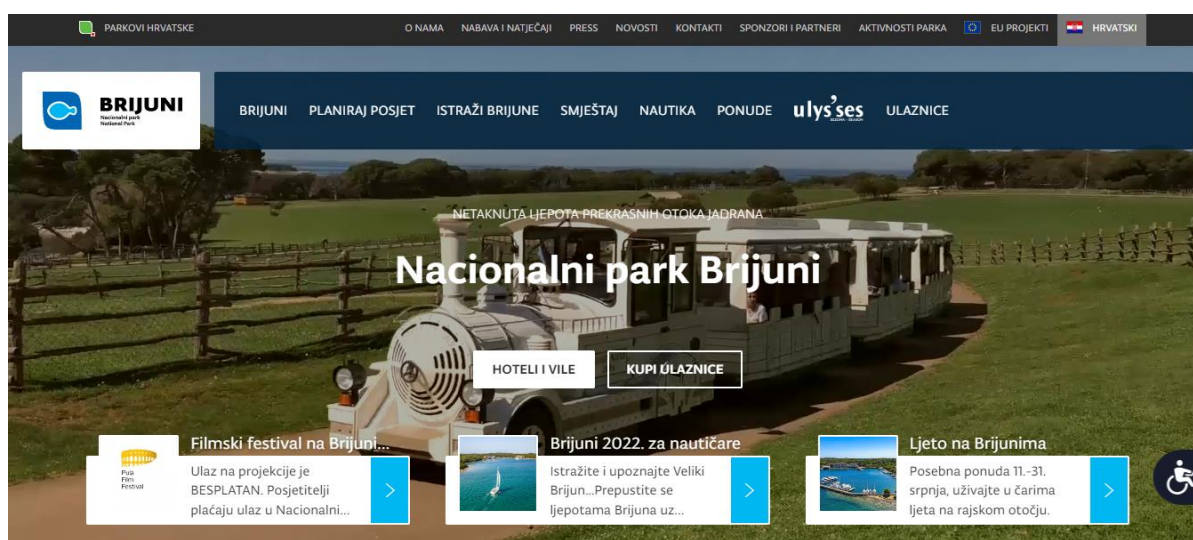 PARKOVI HRVATSKE
O NAMA
NABAVA I NATJEČAJI
PRESS
NOVOSTI
KONTAKTI
SPONZORI I PARTNERI
AKTIVNOSTI PARKA
EU PROJEKTI
HRVATSKI
BRIJUNI
Nacionalni park
National Park
BRIJUNI
PLANIRAJ POSJET
ISTRAŽI BRIJUNE
SMJEŠTAJ
NAUTIKA
PONUDE
ulys'ses
ULAZNICE
NETAKNUTA LJEPOTA PREKRASNIH OTOKA JADRANA
Nacionalni park Brijuni
HOTELI I VILE
KUPI ULAZNICE
Pula
Film
Festival
Filmski festival na Brijuni...
Ulaz na projekcije je
BESPLATAN. Posjetitelji
plaćaju ulaz u Nacionalni...
Brijuni 2022. za nautičare
Istražite i upoznajte Veliki
Brijun...Prepustite se
ljepotama Brijuna uz...
Ljeto na Brijunima
Posebna ponuda 11.-31.
srpnja, uživajte u čarima
ljeta na rajskom otočju.